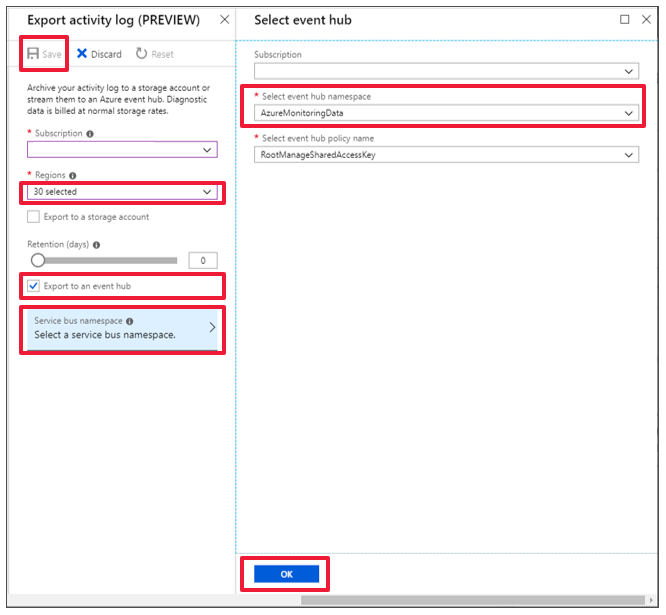 Export activity log (PREVIEW)
Save
Discard
Reset
Archive your activity log to a storage account or
stream them to an Azure event hub. Diagnostic
data is billed at normal storage rates.
* Subscription
* Regions
30 selected
Export to a storage account
Retention (days)
0
Export to an event hub
Service bus namespace
Select a service bus namespace.
Select event hub
Subscription
* Select event hub namespace
AzureMonitoringData
* Select event hub policy name
RootManageSharedAccessKey
OK